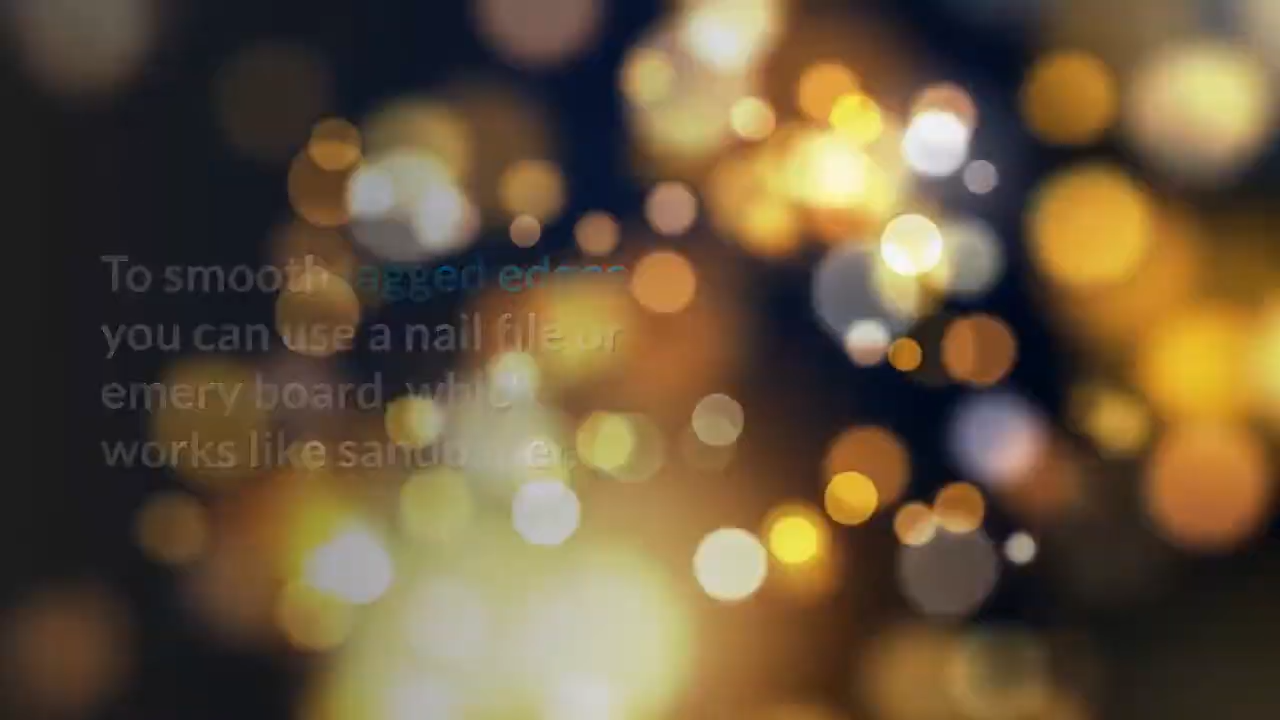 To smooth jagged edges
you can use a nail file or
emery board, which
works like sandpaper.